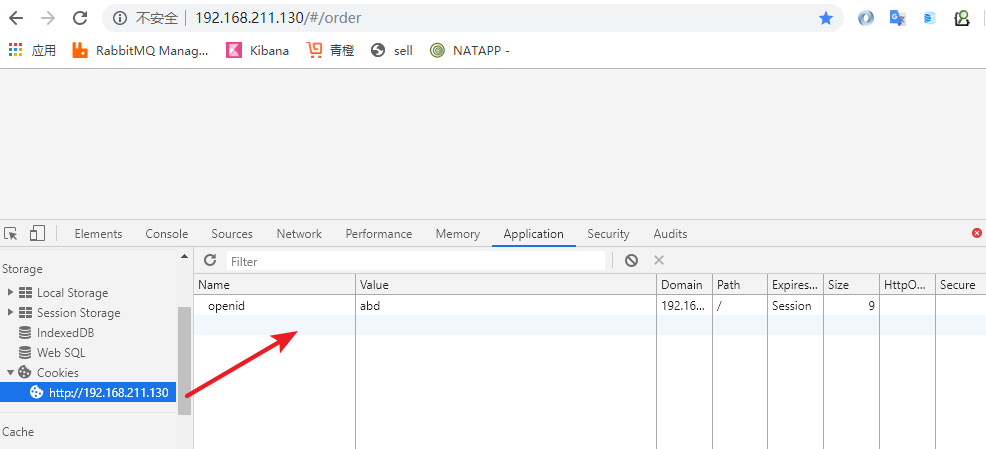 不安全 192.168.211.130/#/order
应用 RabbitMQ Manag... Kibana 青橙 sell NATAPP -
Elements Console Sources Network Performance Memory Application Security Audits
Storage
Filter
Name Value Domain Path Expires... Size HttpO... Secure
Local Storage
openid abd 192.16... / Session 9
Session Storage
IndexedDB
Web SQL
Cookies
http://192.168.211.130
Cache